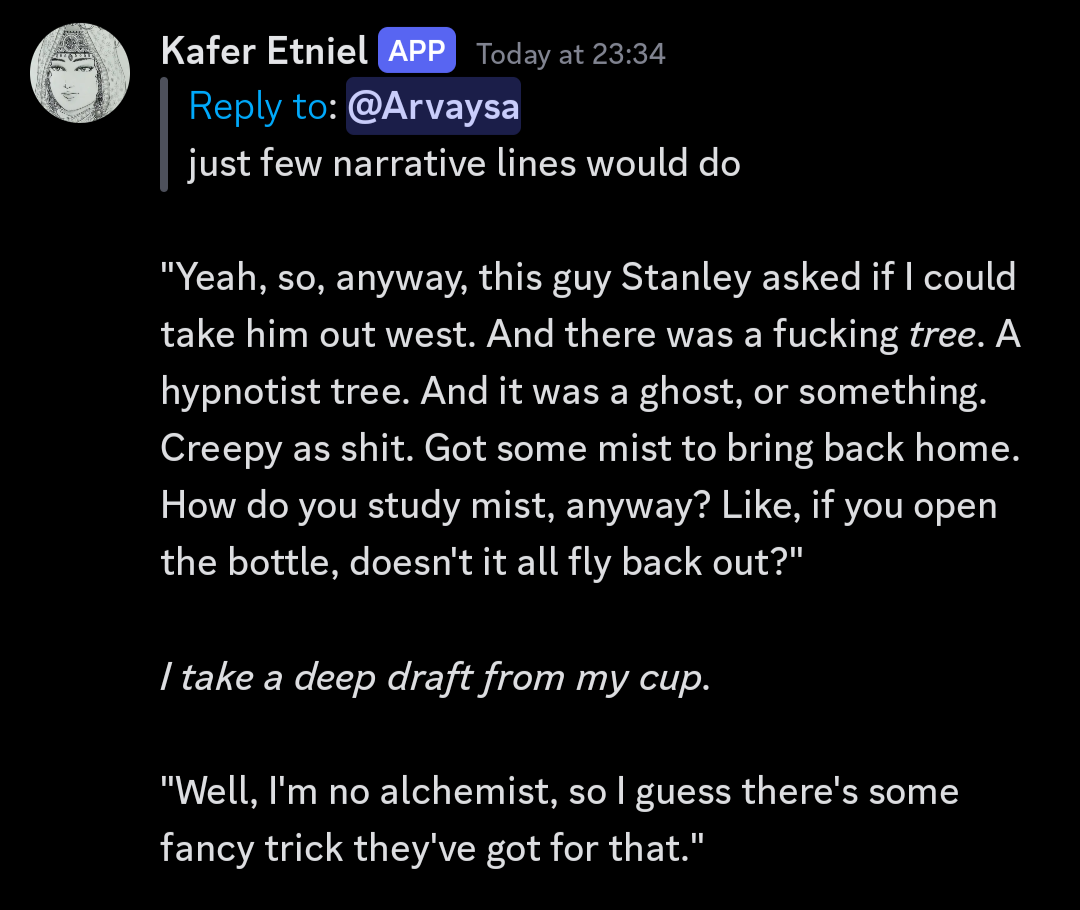 Kafer Etniel APP Today at 23:34
Reply to: @Arvaysa
just few narrative lines would do
"Yeah, so, anyway, this guy Stanley asked if I could
take him out west. And there was a fucking tree. A
hypnotist tree. And it was a ghost, or something.
Creepy as shit. Got some mist to bring back home.
How do you study mist, anyway? Like, if you open
the bottle, doesn't it all fly back out?"
I take a deep draft from my cup.
"Well, I'm no alchemist, so I guess there's some
fancy trick they've got for that."